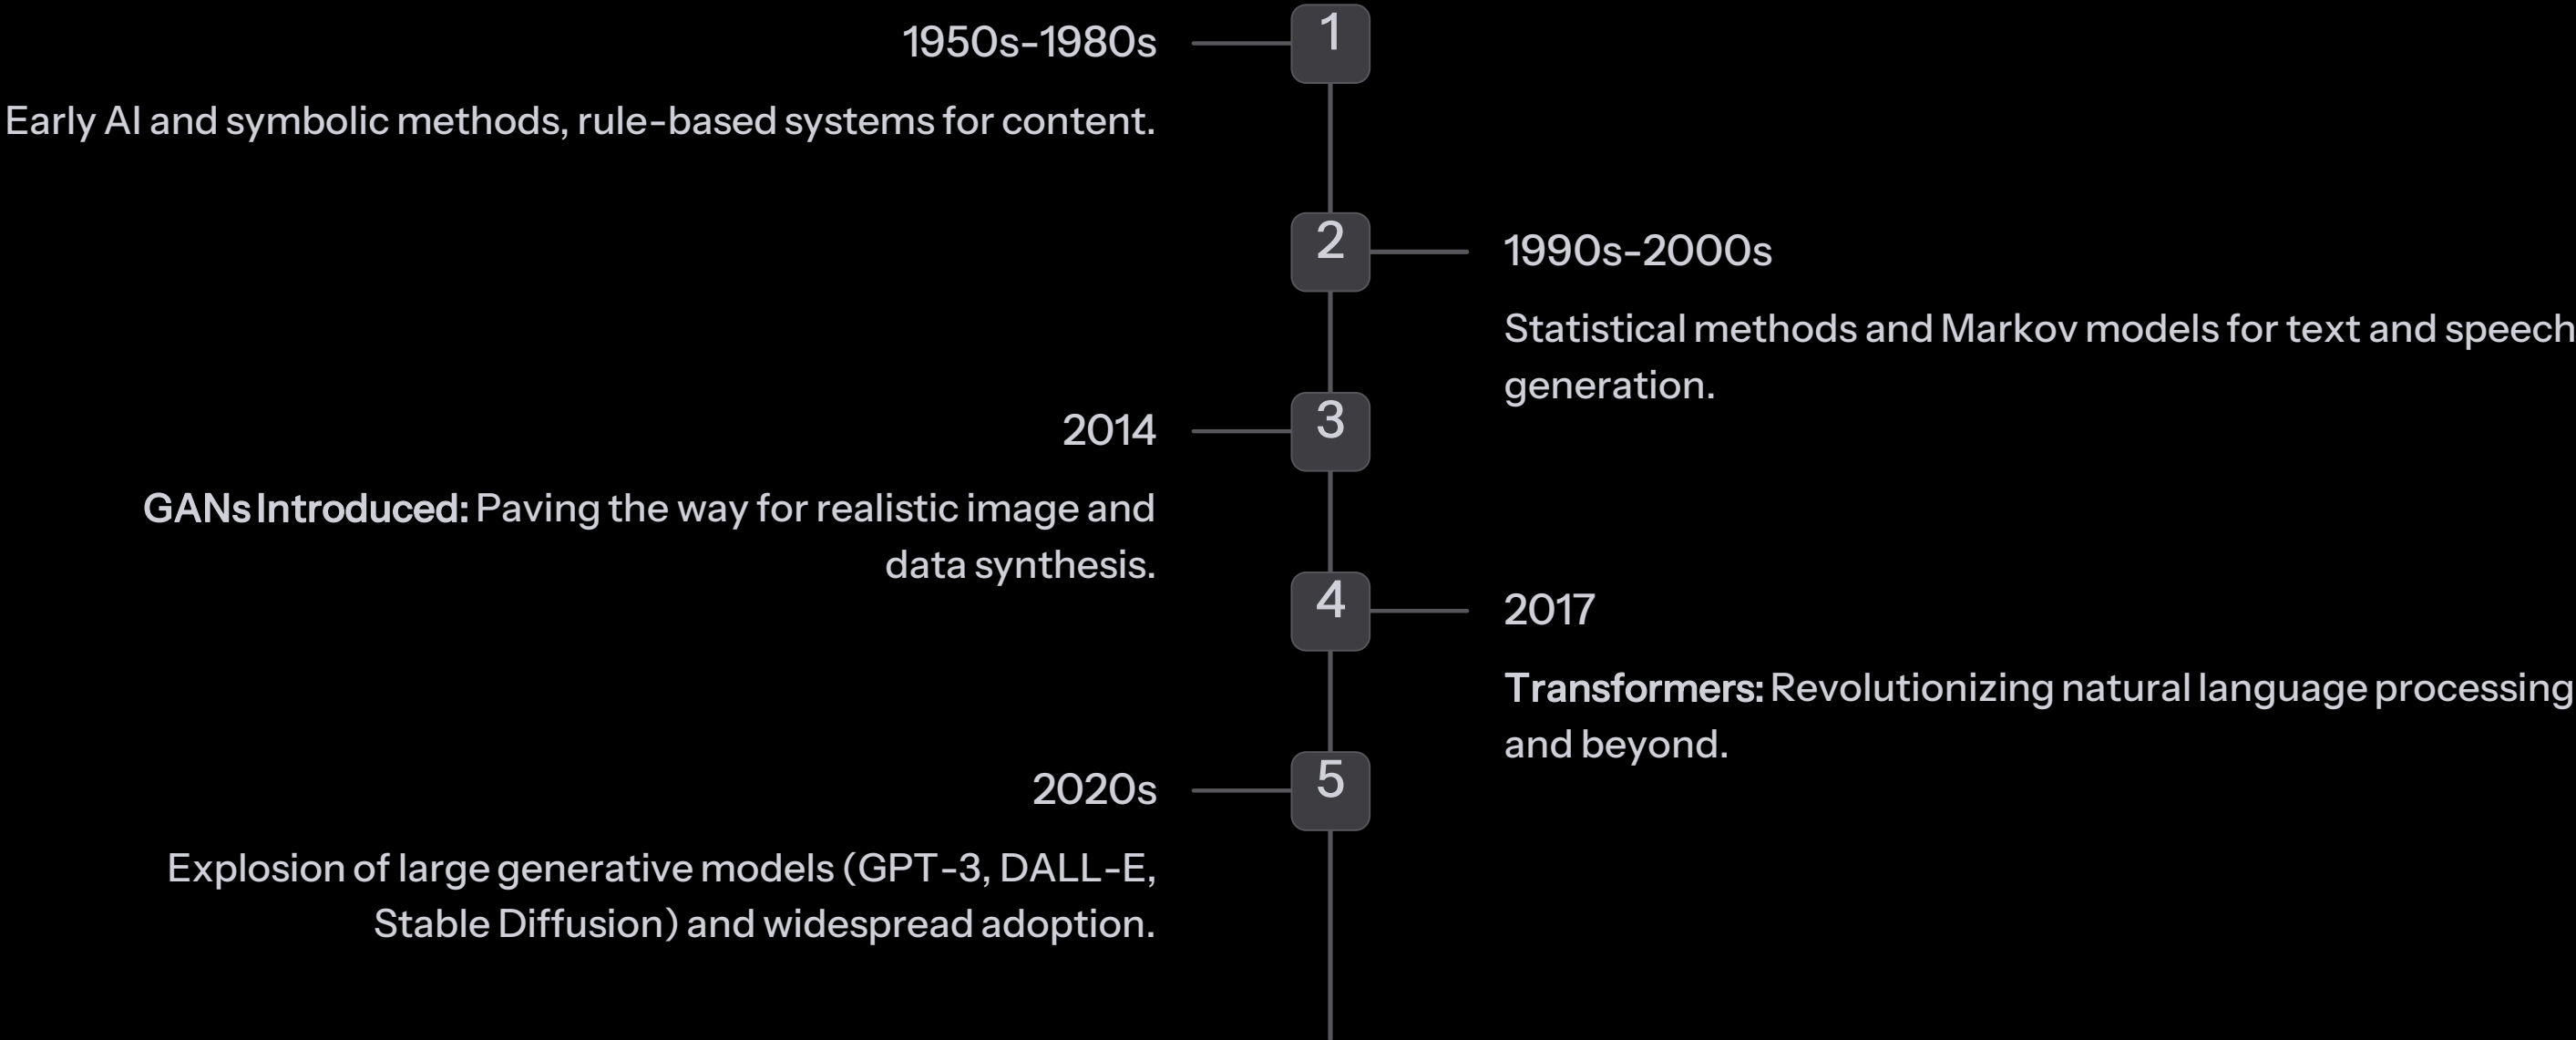 1
1950s-1980s
Early AI and symbolic methods, rule-based systems for content.
2
1990s-2000s
Statistical methods and Markov models for text and speech
generation.
3
2014
GANs Introduced: Paving the way for realistic image and
data synthesis.
4
2017
Transformers: Revolutionizing natural language processing
and beyond.
5
2020s
Explosion of large generative models (GPT-3, DALL-E,
Stable Diffusion) and widespread adoption.